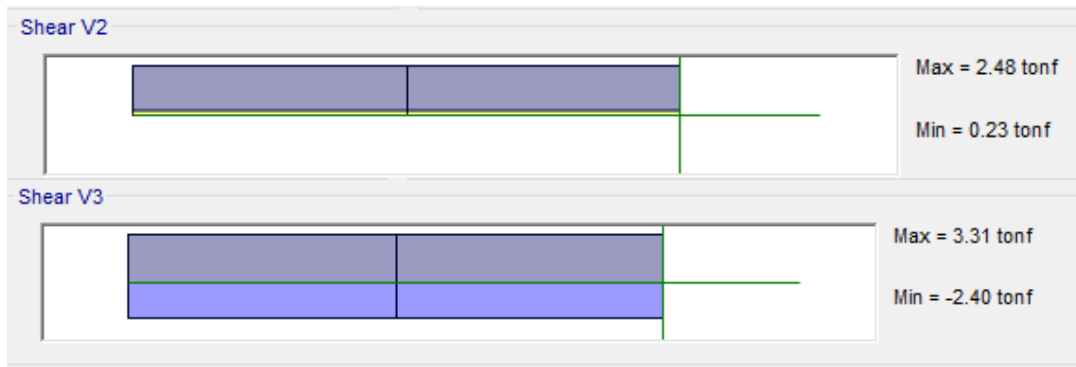 Shear V2
Max = 2.48 tonf
Min = 0.23 tonf
Shear V3
Max = 3.31 tonf
Min = -2.40 tonf